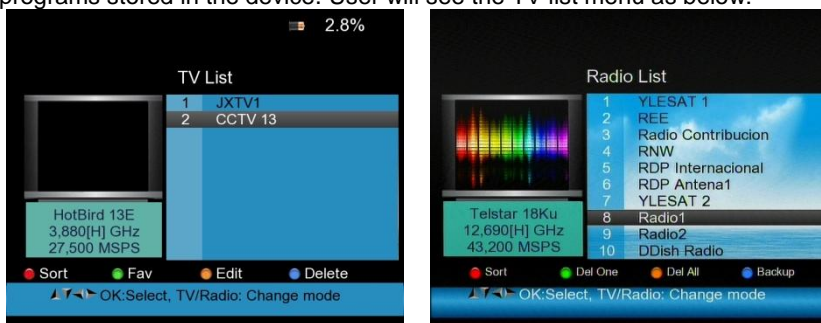 programs stored in the device. User will see the TV list menu as below.
2.8%
TV List
1 JXTV1
2 CCTV 13
HotBird 13E
3,880[H] GHz
27,500 MSPS
Sort Fav Edit Delete
OK:Select, TV/Radio: Change mode
Radio List
1 YLESAT 1
2 REE
3 Radio Contribucion
4 RNW
5 RDP Internacional
6 RDP Antena1
7 YLESAT 2
8 Radio1
9 Radio2
10 DDish Radio
Telstar 18Ku
12,690[H] GHz
43,200 MSPS
Sort Del One Del All Backup
OK:Select, TV/Radio: Change mode